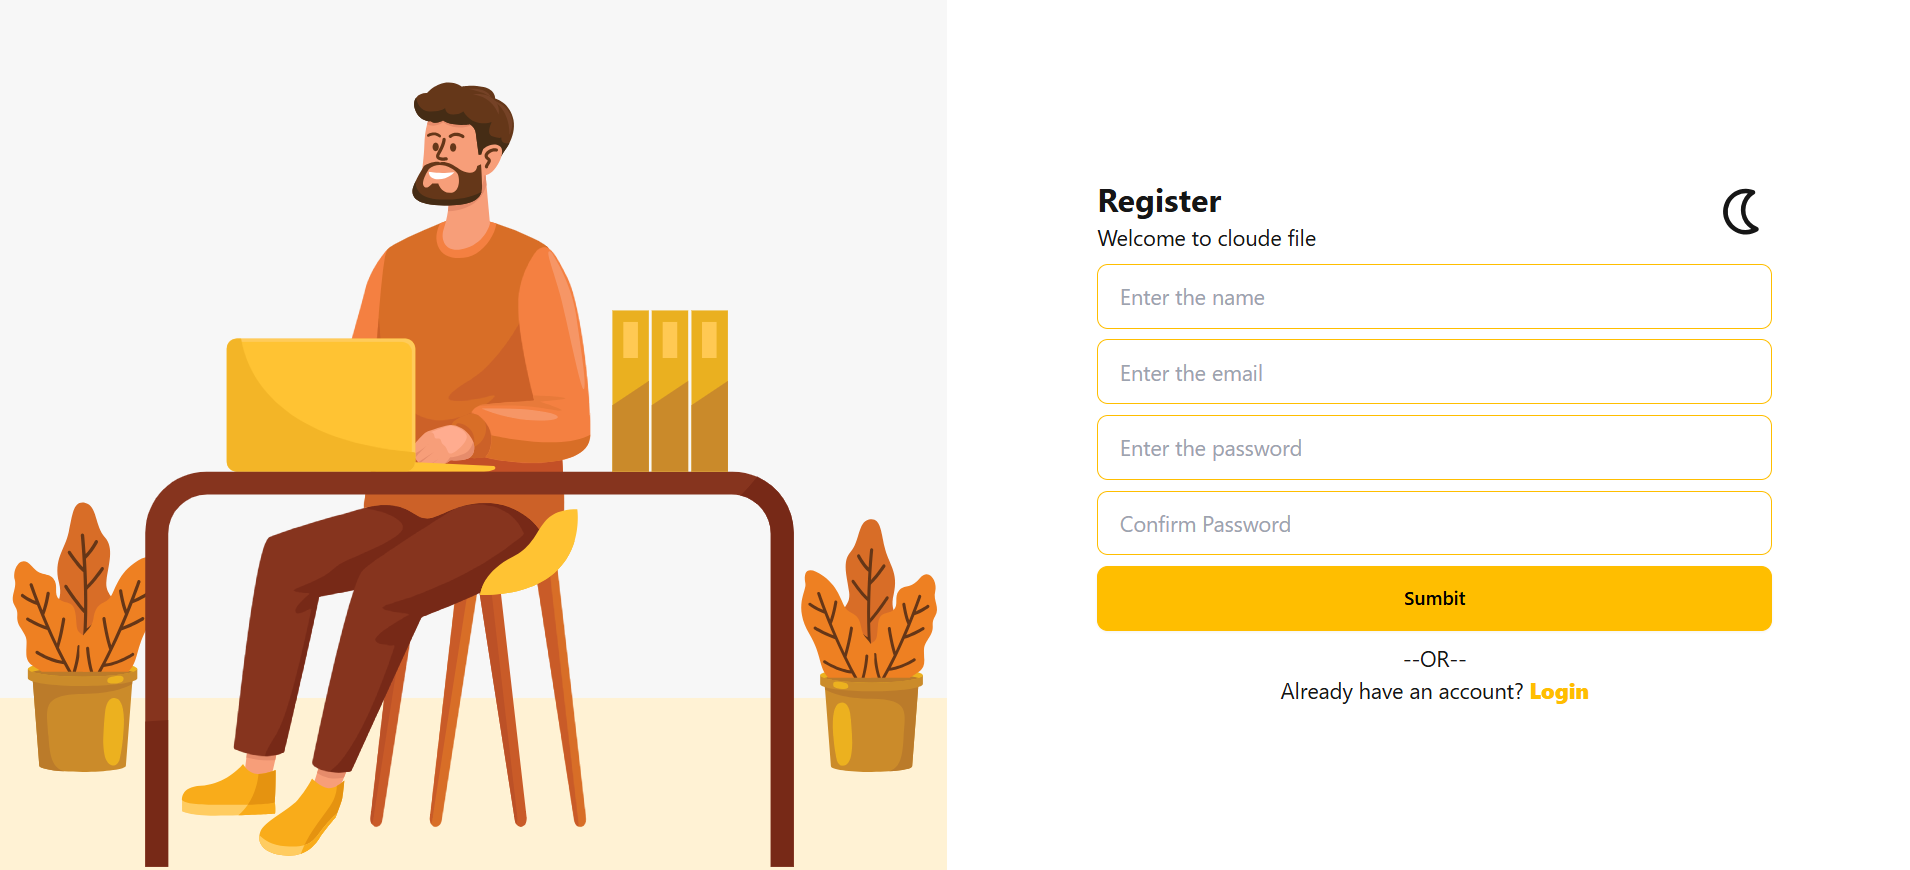 Register
Welcome to cloude file
Enter the name
Enter the email
Enter the password
Confirm Password
Sumbit
--OR--
Already have an account? Login